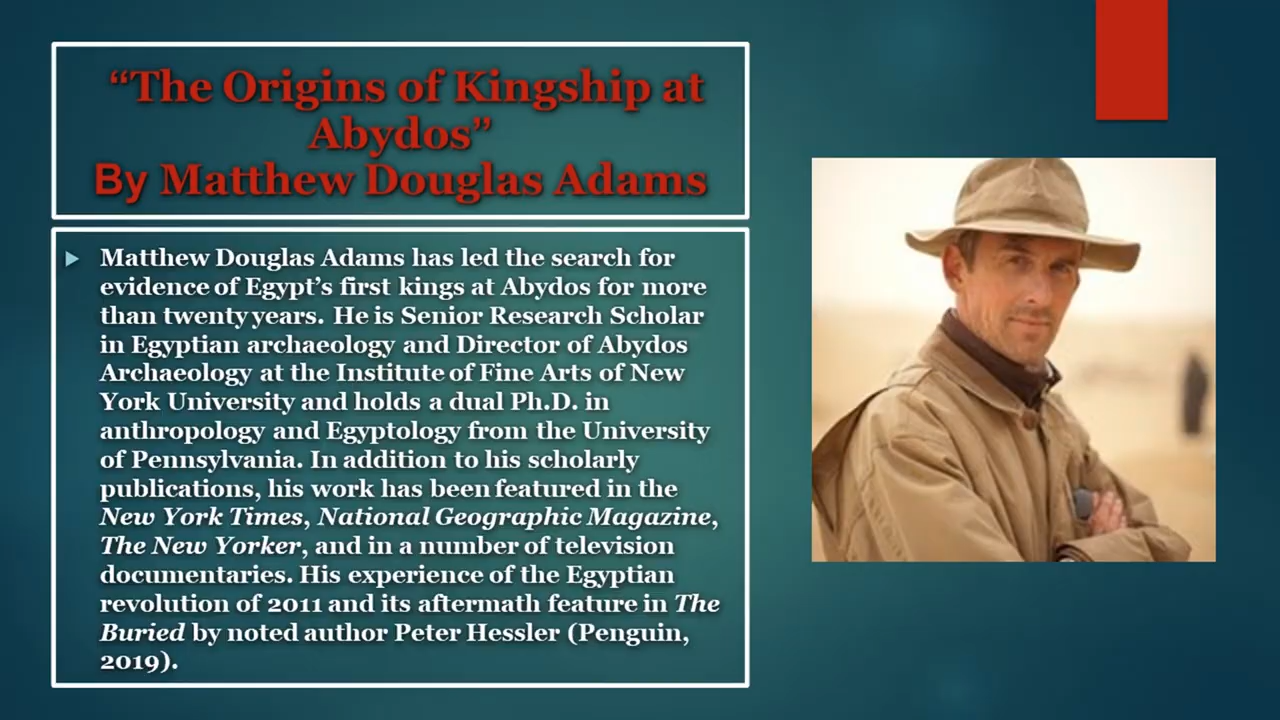 “The Origins of Kingship at
Abydos”
By Matthew Douglas Adams
Matthew Douglas Adams has led the search for
evidence of Egypt’s first kings at Abydos for more
than twenty years. He is Senior Research Scholar
in Egyptian archaeology and Director of Abydos
Archaeology at the Institute of Fine Arts of New
York University and holds a dual Ph.D. in
anthropology and Egyptology from the University
of Pennsylvania. In addition to his scholarly
publications, his work has been featured in the
New York Times, National Geographic Magazine,
The New Yorker, and in a number of television
documentaries. His experience of the Egyptian
revolution of 2011 and its aftermath feature in The
Buried by noted author Peter Hessler (Penguin,
2019).